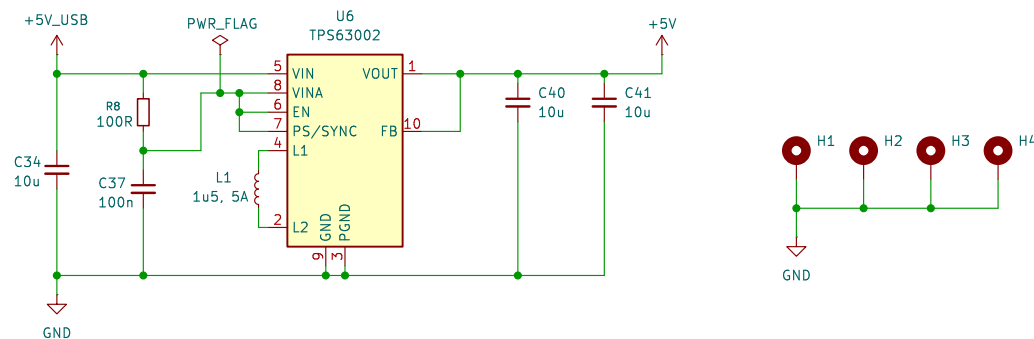 +5V_USB
PWR_FLAG
U6
TPS63002
+5V
5 VIN
VOUT 1
8 VINA
6 EN
7 PS/SYNC
FB 10
4 L1
2 L2
GND
PGND
9
3
R8
100R
C34
10u
C37
100n
L1
1u5, 5A
C40
10u
C41
10u
GND
H1
H2
H3
H4
GND